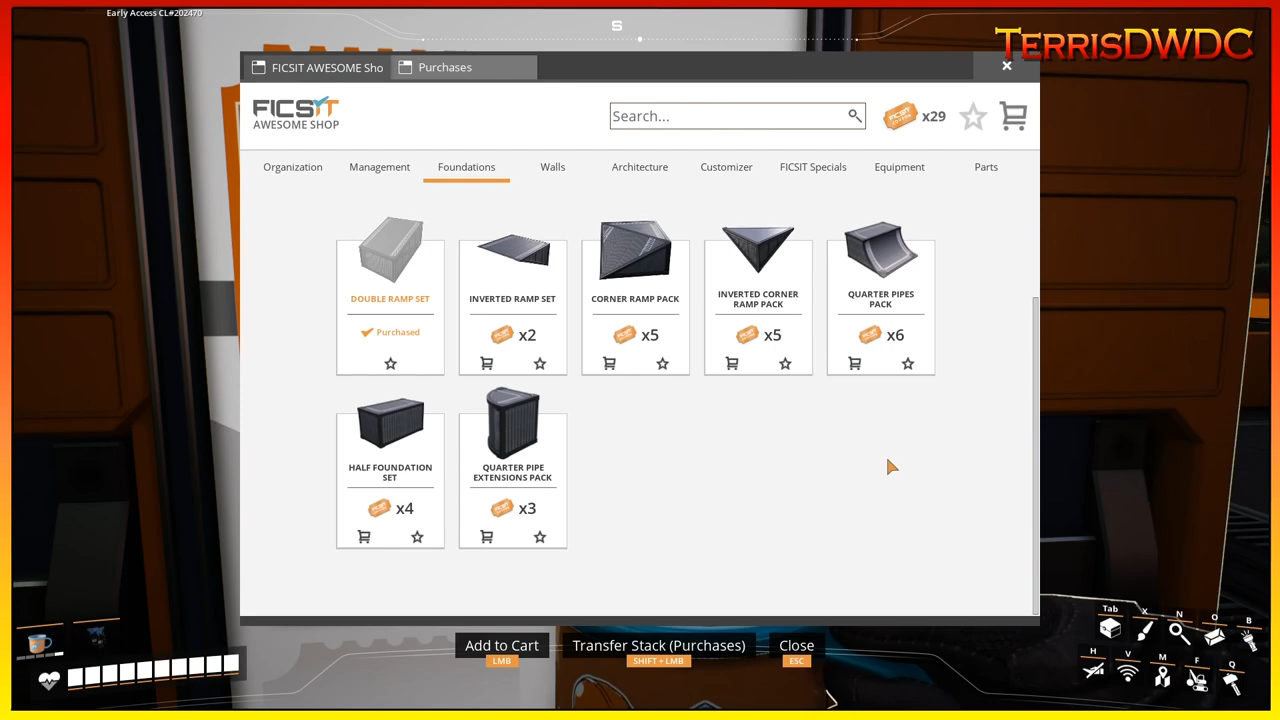 Early Access CL#202470
S
TERRISDWDC
FICSIT AWESOME Sho
Purchases
×
FICSIT
AWESOME SHOP
Search...
x29
Organization
Management
Foundations
Walls
Architecture
Customizer
FICSIT Specials
Equipment
Parts
DOUBLE RAMP SET
Purchased
INVERTED RAMP SET
x2
CORNER RAMP PACK
x5
INVERTED CORNER
RAMP PACK
x5
QUARTER PIPES
PACK
x6
HALF FOUNDATION
SET
x4
QUARTER PIPE
EXTENSIONS PACK
x3
Add to Cart
LMB
Transfer Stack (Purchases)
SHIFT + LMB
Close
ESC
Tab
X
N
O
B
H
V
M
F
Q